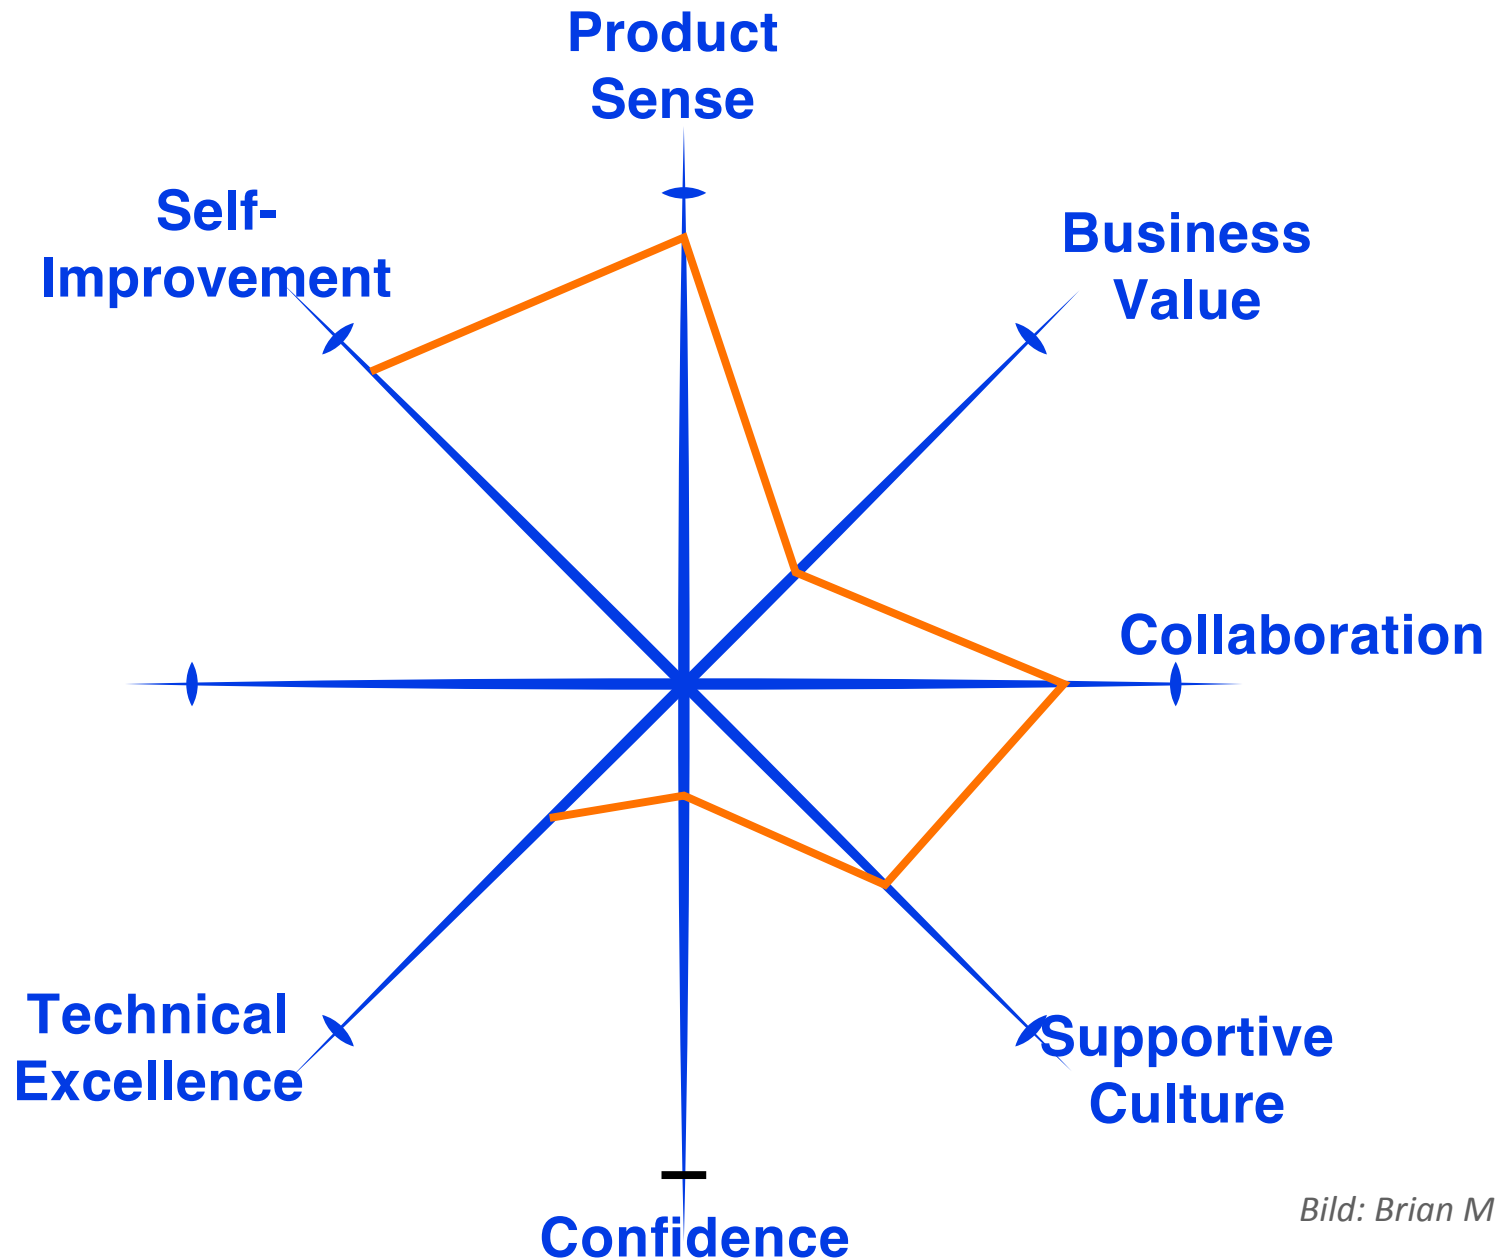 Product
Sense
Self-
Improvement
Business
Value
Collaboration
Technical
Excellence
Supportive
Culture
Confidence
Bild: Brian M